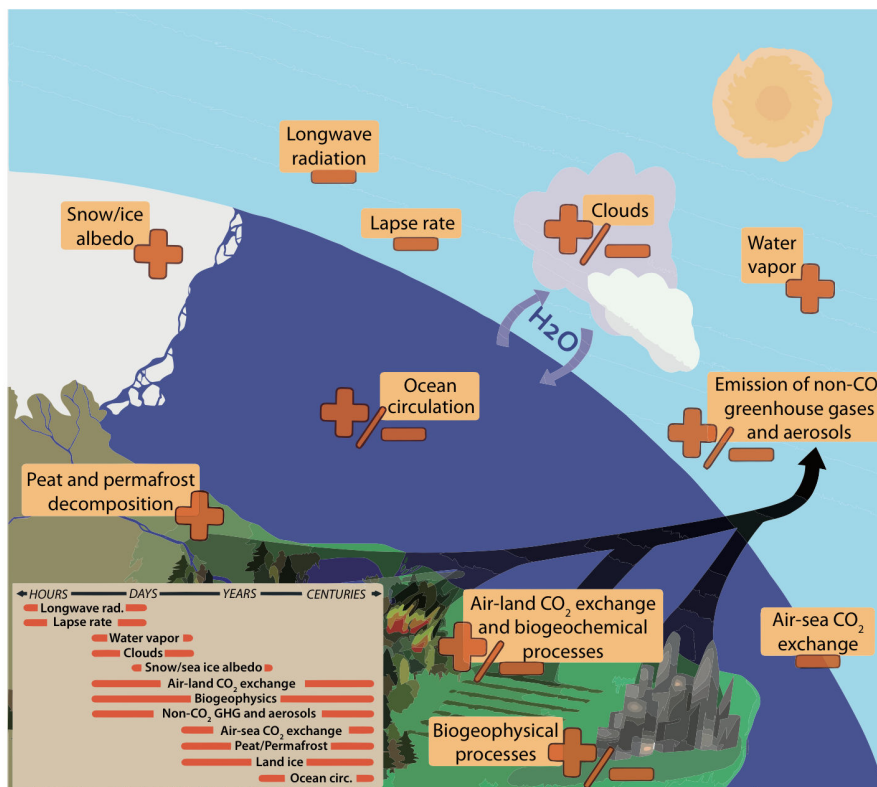 Longwave
radiation
Snow/ice
albedo
Lapse rate
Clouds
Water
vapor
H2O
Ocean
circulation
Emission of non-CO
greenhouse gases
and aerosols
Peat and permafrost
decomposition
HOURS DAYS YEARS CENTURIES
Longwave rad.
Lapse rate
Water vapor
Clouds
Snow/sea ice albedo
Air-land CO₂ exchange
Biogeophysics
Non-CO₂ GHG and aerosols
Air-sea CO₂ exchange
Peat/Permafrost
Land ice
Ocean circ.
Air-land CO₂ exchange
and biogeochemical
processes
Air-sea CO₂
exchange
Biogeophysical
processes